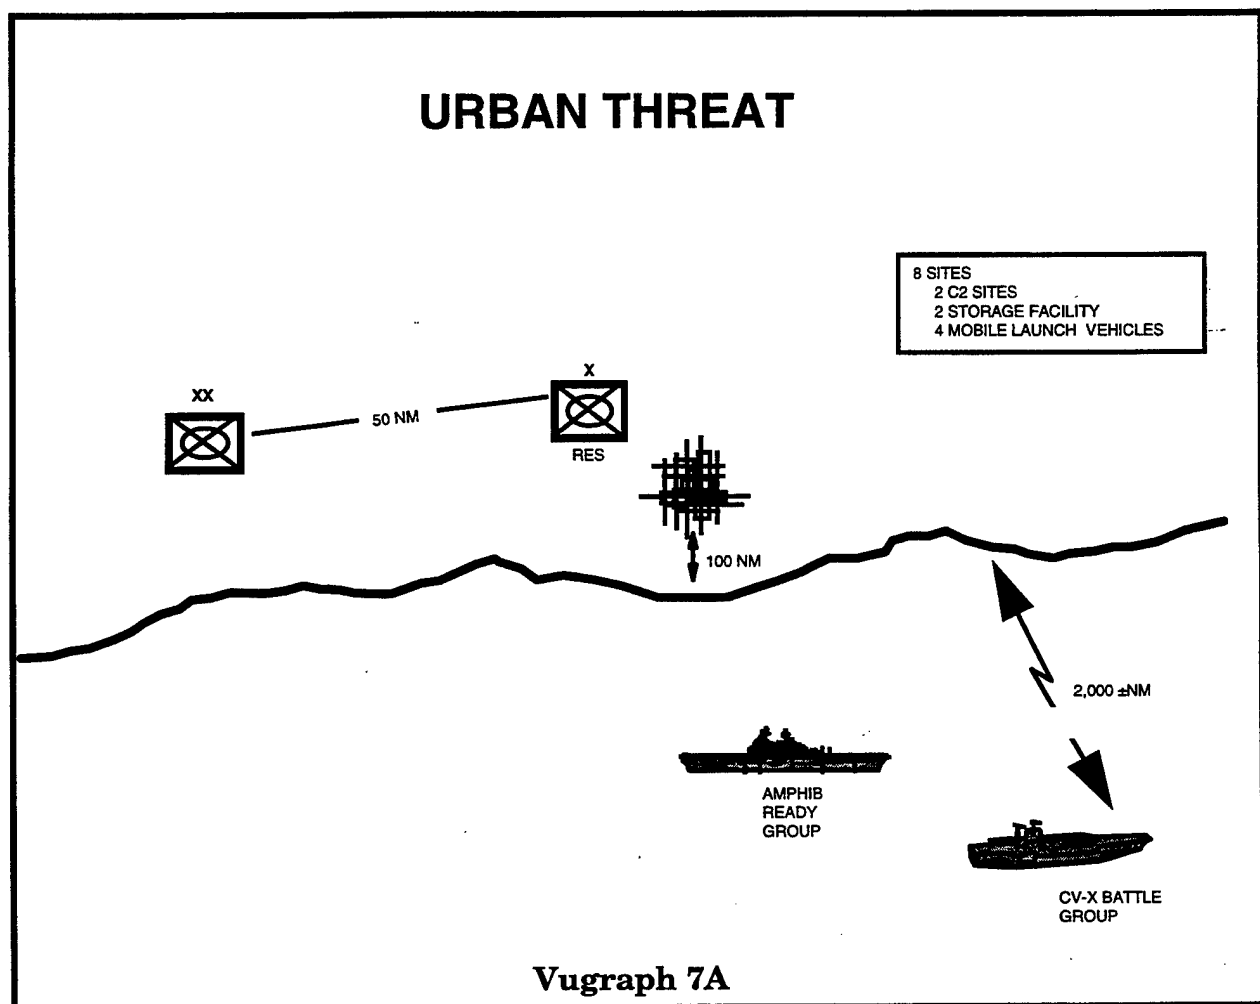 URBAN THREAT
8 SITES
2 C2 SITES
2 STORAGE FACILITY
4 MOBILE LAUNCH VEHICLES
XX
50 NM
X
RES
100 NM
2,000 ±NM
AMPHIB
READY
GROUP
CV-X BATTLE
GROUP
Vugraph 7A